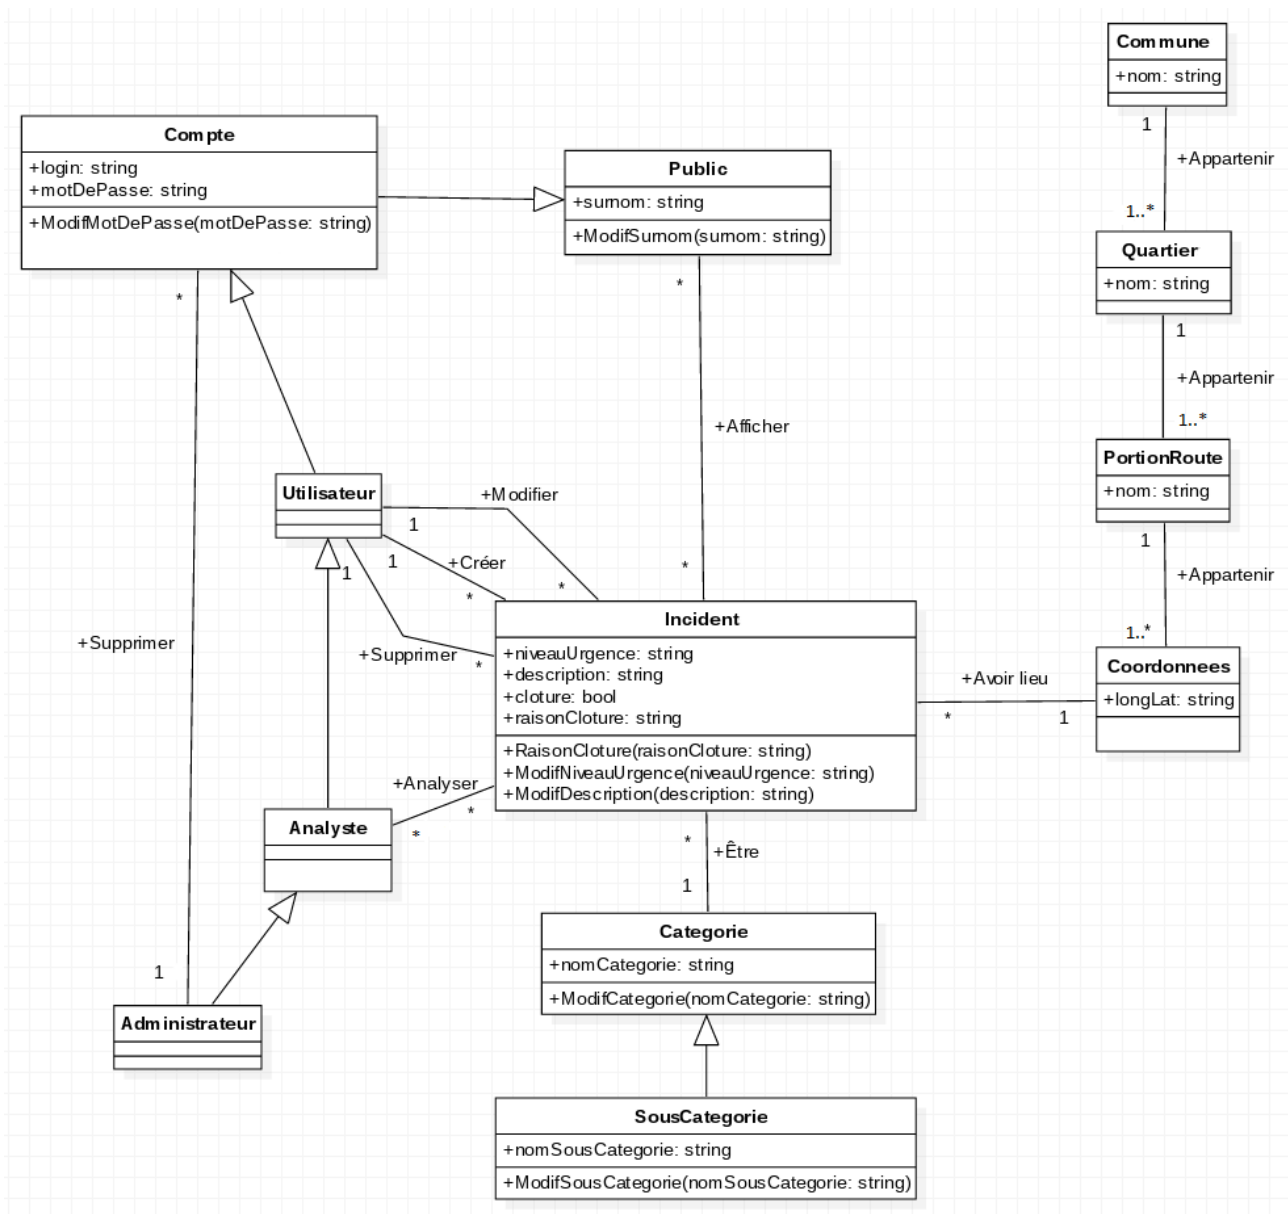 Commune
+nom: string
1
+Appartenir
1..*
Quartier
+nom: string
1
+Appartenir
1..*
PortionRoute
+nom: string
1
+Appartenir
1..*
Coordonnees
+longLat: string
Compte
+login: string
+motDePasse: string
+ModifMotDePasse(motDePasse: string)
Public
+surnom: string
+ModifSurnom(surnom: string)
*
*
+Afficher
*
Utilisateur
+Modifier
1
*
+Créer
1
*
1
+Supprimer
*
+Supprimer
1
Incident
+niveauUrgence: string
+description: string
+cloture: bool
+raisonCloture: string
+RaisonCloture(raisonCloture: string)
+ModifNiveauUrgence(niveauUrgence: string)
+ModifDescription(description: string)
+Avoir lieu
*
1
+Analyser
*
*
Analyste
Administrateur
*
+Être
1
Categorie
+nomCategorie: string
+ModifCategorie(nomCategorie: string)
SousCategorie
+nomSousCategorie: string
+ModifSousCategorie(nomSousCategorie: string)